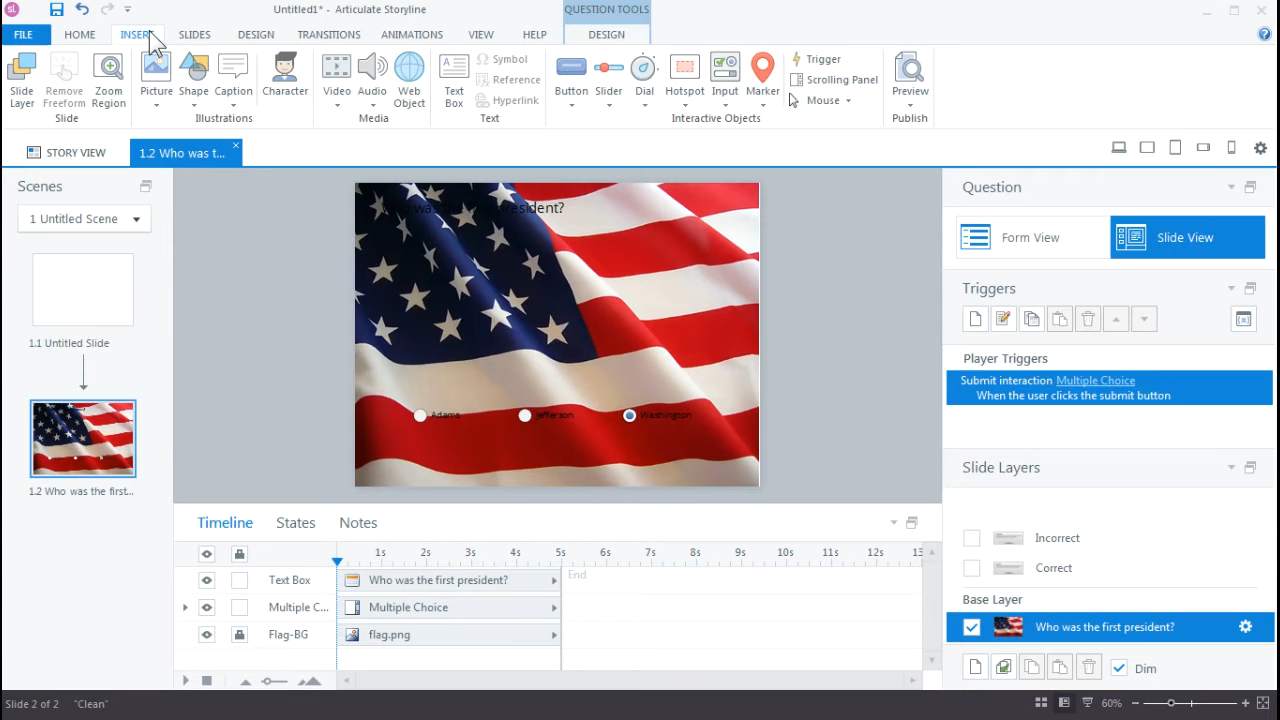 sl
Untitled1* - Articulate Storyline
QUESTION TOOLS
FILE HOME INSERT SLIDES DESIGN TRANSITIONS ANIMATIONS VIEW HELP DESIGN
Slide Layer
Remove Freeform
Zoom Region
Slide
Picture
Shape
Caption
Illustrations
Character
Video
Audio
Web Object
Media
Text Box
Symbol
Reference
Hyperlink
Text
Button
Slider
Dial
Hotspot
Input
Marker
Trigger
Scrolling Panel
Mouse
Interactive Objects
Preview
Publish
STORY VIEW
1.2 Who was t...
Scenes
1 Untitled Scene
1.1 Untitled Slide
1.2 Who was the first...
was president?
Adams
Jefferson
Washington
Timeline States Notes
1s 2s 3s 4s 5s 6s 7s 8s 9s 10s 11s 12s 13
End
Text Box Who was the first president?
Multiple C... Multiple Choice
Flag-BG flag.png
Question
Form View
Slide View
Triggers
Player Triggers
Submit interaction Multiple Choice
When the user clicks the submit button
Slide Layers
Incorrect
Correct
Base Layer
Who was the first president?
Dim
Slide 2 of 2 "Clean"
60%